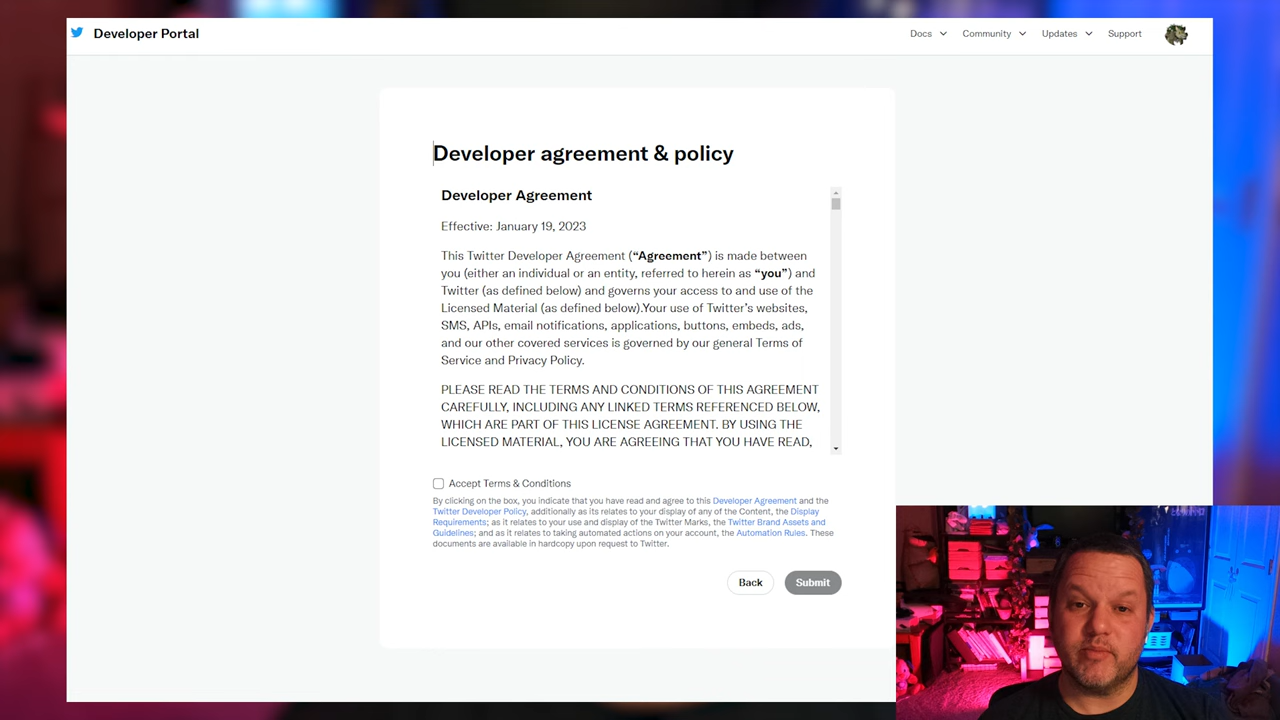 Developer Portal
Docs
Community
Updates
Support
Developer agreement & policy
Developer Agreement
Effective: January 19, 2023
This Twitter Developer Agreement (“Agreement”) is made between
you (either an individual or an entity, referred to herein as “you”) and
Twitter (as defined below) and governs your access to and use of the
Licensed Material (as defined below).Your use of Twitter’s websites,
SMS, APIs, email notifications, applications, buttons, embeds, ads,
and our other covered services is governed by our general Terms of
Service and Privacy Policy.
PLEASE READ THE TERMS AND CONDITIONS OF THIS AGREEMENT
CAREFULLY, INCLUDING ANY LINKED TERMS REFERENCED BELOW,
WHICH ARE PART OF THIS LICENSE AGREEMENT. BY USING THE
LICENSED MATERIAL, YOU ARE AGREEING THAT YOU HAVE READ,
Accept Terms & Conditions
By clicking on the box, you indicate that you have read and agree to this Developer Agreement and the
Twitter Developer Policy, additionally as its relates to your display of any of the Content, the Display
Requirements; as it relates to your use and display of the Twitter Marks, the Twitter Brand Assets and
Guidelines; and as it relates to taking automated actions on your account, the Automation Rules. These
documents are available in hardcopy upon request to Twitter.
Back
Submit